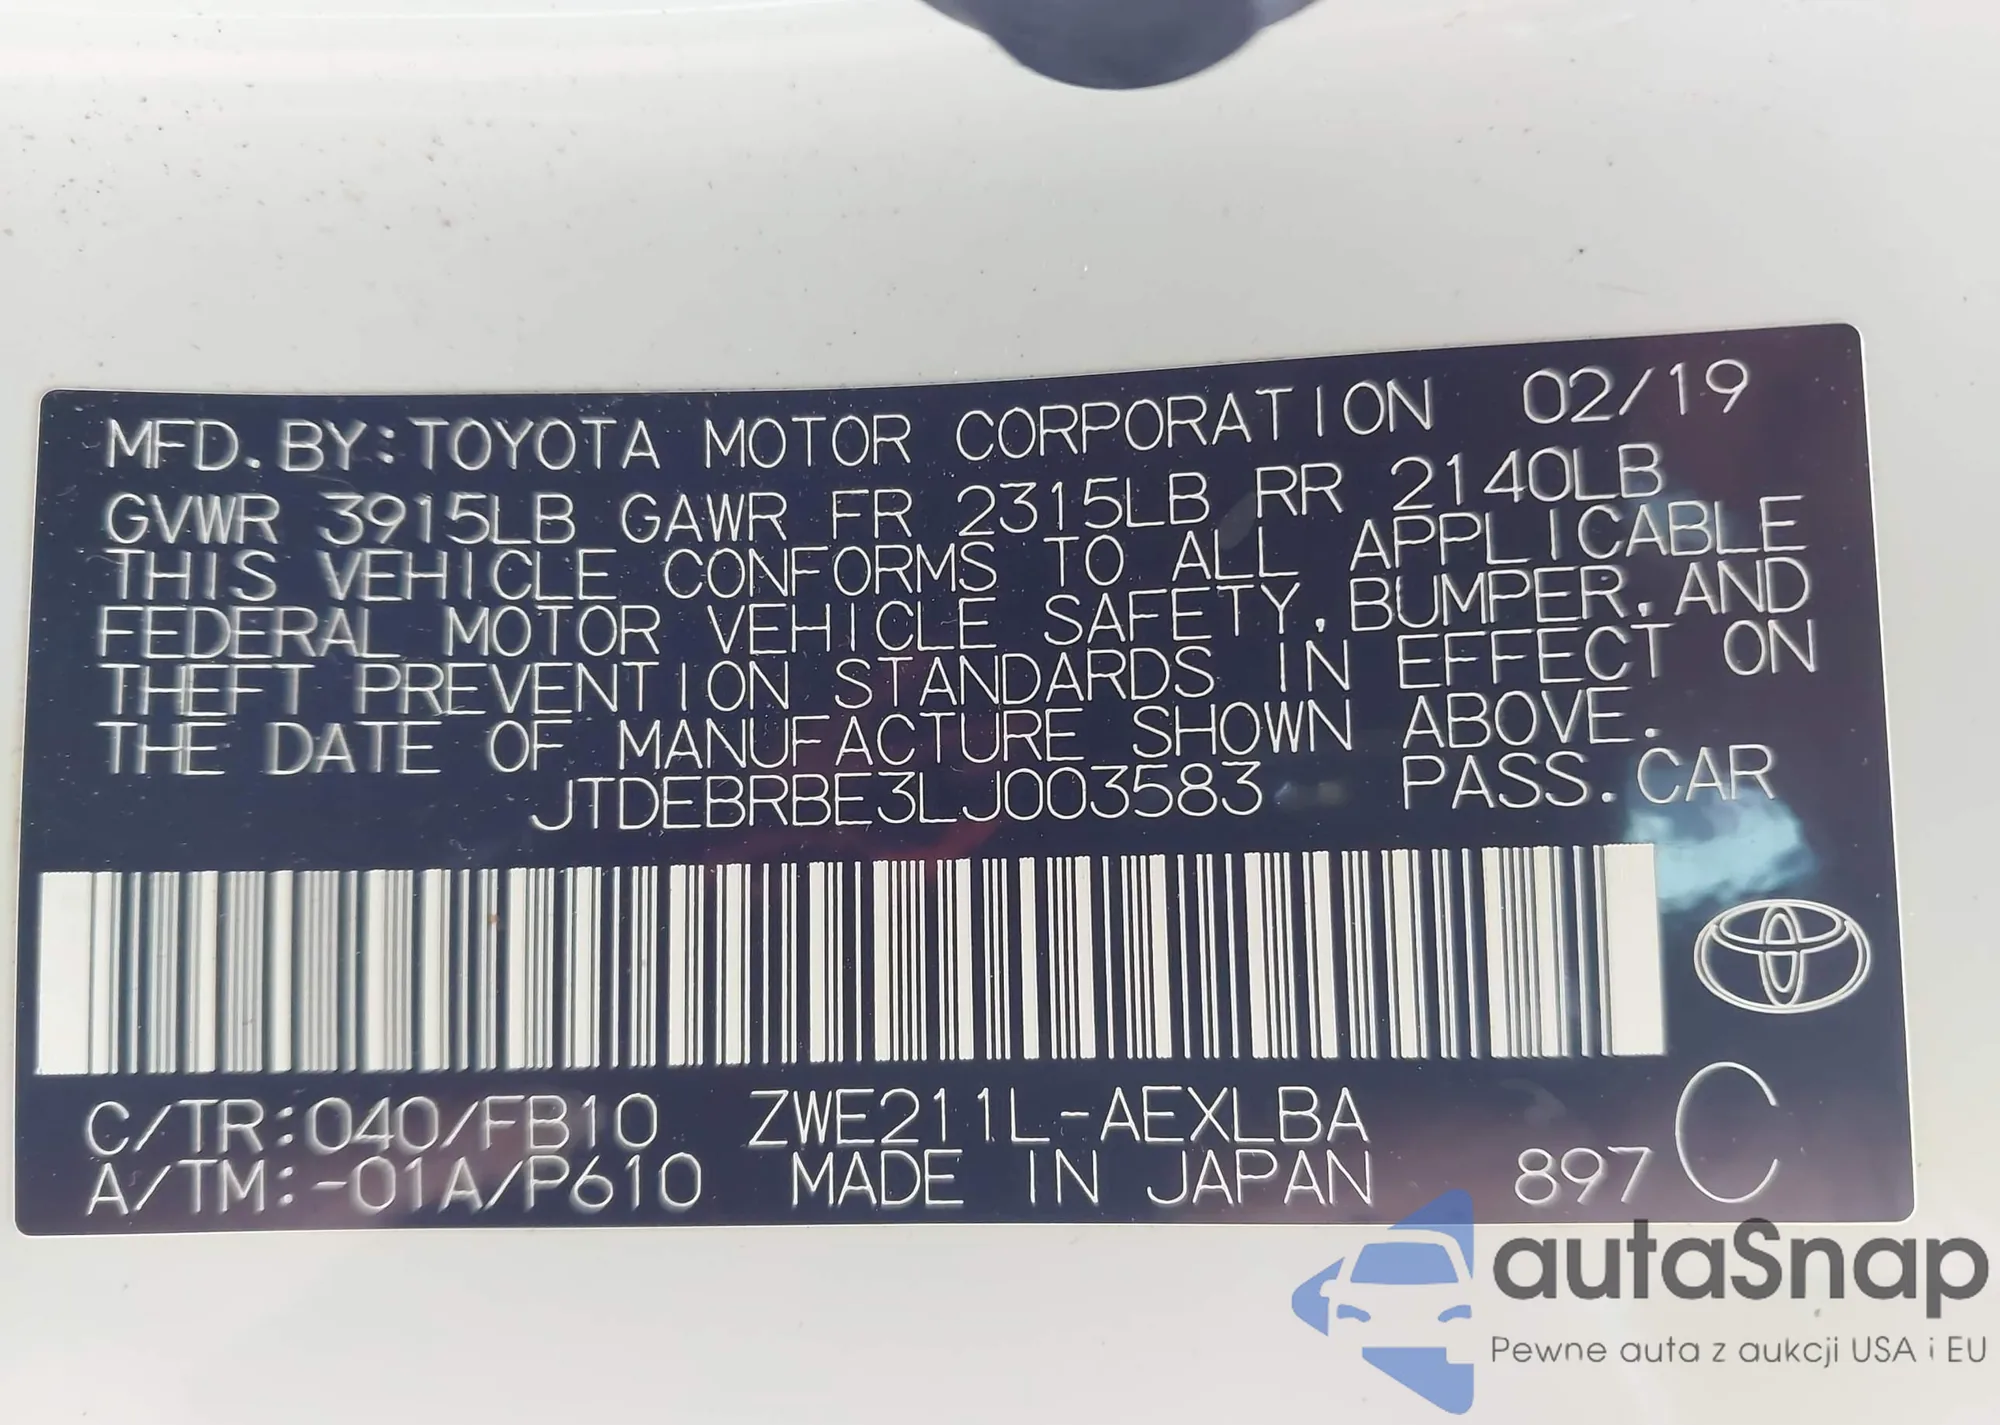 MFD.BY:TOYOTA MOTOR CORPORATION 02/19
GVWR 3915LB GAWR FR 2315LB RR 2140LB
THIS VEHICLE CONFORMS TO ALL APPLICABLE
FEDERAL MOTOR VEHICLE SAFETY,BUMPER,AND
THEFT PREVENTION STANDARDS IN EFFECT ON
THE DATE OF MANUFACTURE SHOWN ABOVE.
JTDEBRBE3LJ003583 PASS.CAR
C/TR:040/FB10 ZWE211L-AEXLBA C
A/TM:-01A/P610 MADE IN JAPAN 897
autaSnap
Pewne auta z aukcji USA i EU